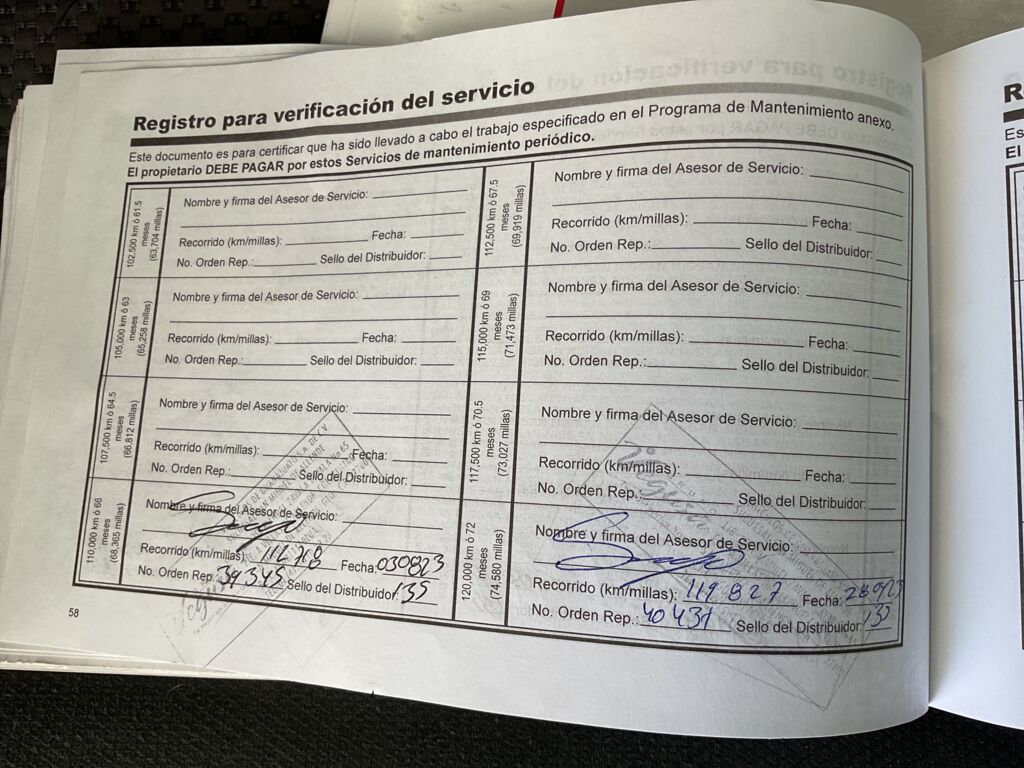 Registro para verificación del servicio
Este documento es para certificar que ha sido llevado a cabo el trabajo especificado en el Programa de Mantenimiento anexo.
El propietario DEBE PAGAR por estos Servicios de mantenimiento periódico.
102,500 km ó 61.5
meses
(63,704 millas)
Nombre y firma del Asesor de Servicio:
Recorrido (km/millas): Fecha:
No. Orden Rep.: Sello del Distribuidor:
105,000 km ó 63
meses
(65,258 millas)
Nombre y firma del Asesor de Servicio:
Recorrido (km/millas): Fecha:
No. Orden Rep.: Sello del Distribuidor:
107,500 km ó 64.5
meses
(66,812 millas)
Nombre y firma del Asesor de Servicio:
Recorrido (km/millas): Fecha:
No. Orden Rep.: Sello del Distribuidor:
110,000 km ó 66
meses
(68,365 millas)
Nombre y firma del Asesor de Servicio:
Recorrido (km/millas): Fecha: 030823
No. Orden Rep.: 39345 Sello del Distribuidor: 135
112,500 km ó 67.5
meses
(69,919 millas)
Nombre y firma del Asesor de Servicio:
Recorrido (km/millas): Fecha:
No. Orden Rep.: Sello del Distribuidor:
115,000 km ó 69
meses
(71,473 millas)
Nombre y firma del Asesor de Servicio:
Recorrido (km/millas): Fecha:
No. Orden Rep.: Sello del Distribuidor:
117,500 km ó 70.5
meses
(73,027 millas)
Nombre y firma del Asesor de Servicio:
Recorrido (km/millas): Fecha:
No. Orden Rep.: Sello del Distribuidor:
120,000 km ó 72
meses
(74,580 millas)
Nombre y firma del Asesor de Servicio:
Recorrido (km/millas): 119827 Fecha:
No. Orden Rep.: 40431 Sello del Distribuidor:
58